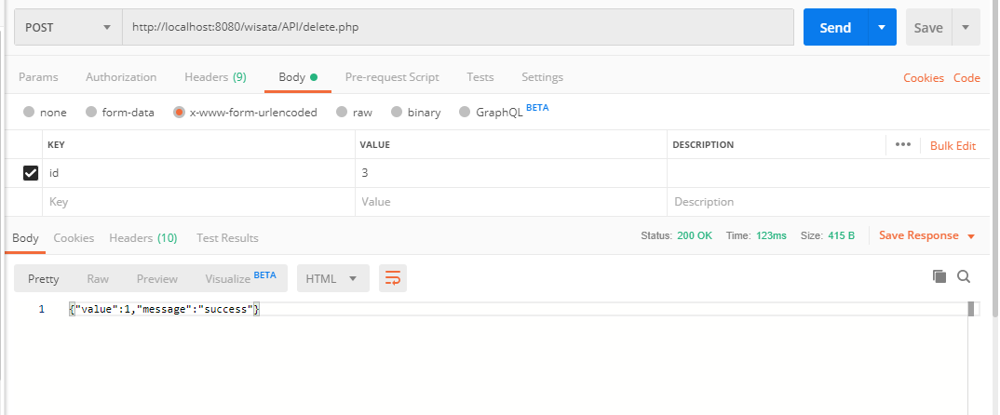 POST http://localhost:8080/wisata/API/delete.php Send Save
Params Authorization Headers (9) Body Pre-request Script Tests Settings Cookies Code
none form-data x-www-form-urlencoded raw binary GraphQL BETA
KEY VALUE DESCRIPTION ••• Bulk Edit
id 3
Key Value Description
Body Cookies Headers (10) Test Results Status: 200 OK Time: 123ms Size: 415 B Save Response
Pretty Raw Preview Visualize BETA HTML
1 {"value":1,"message":"success"}